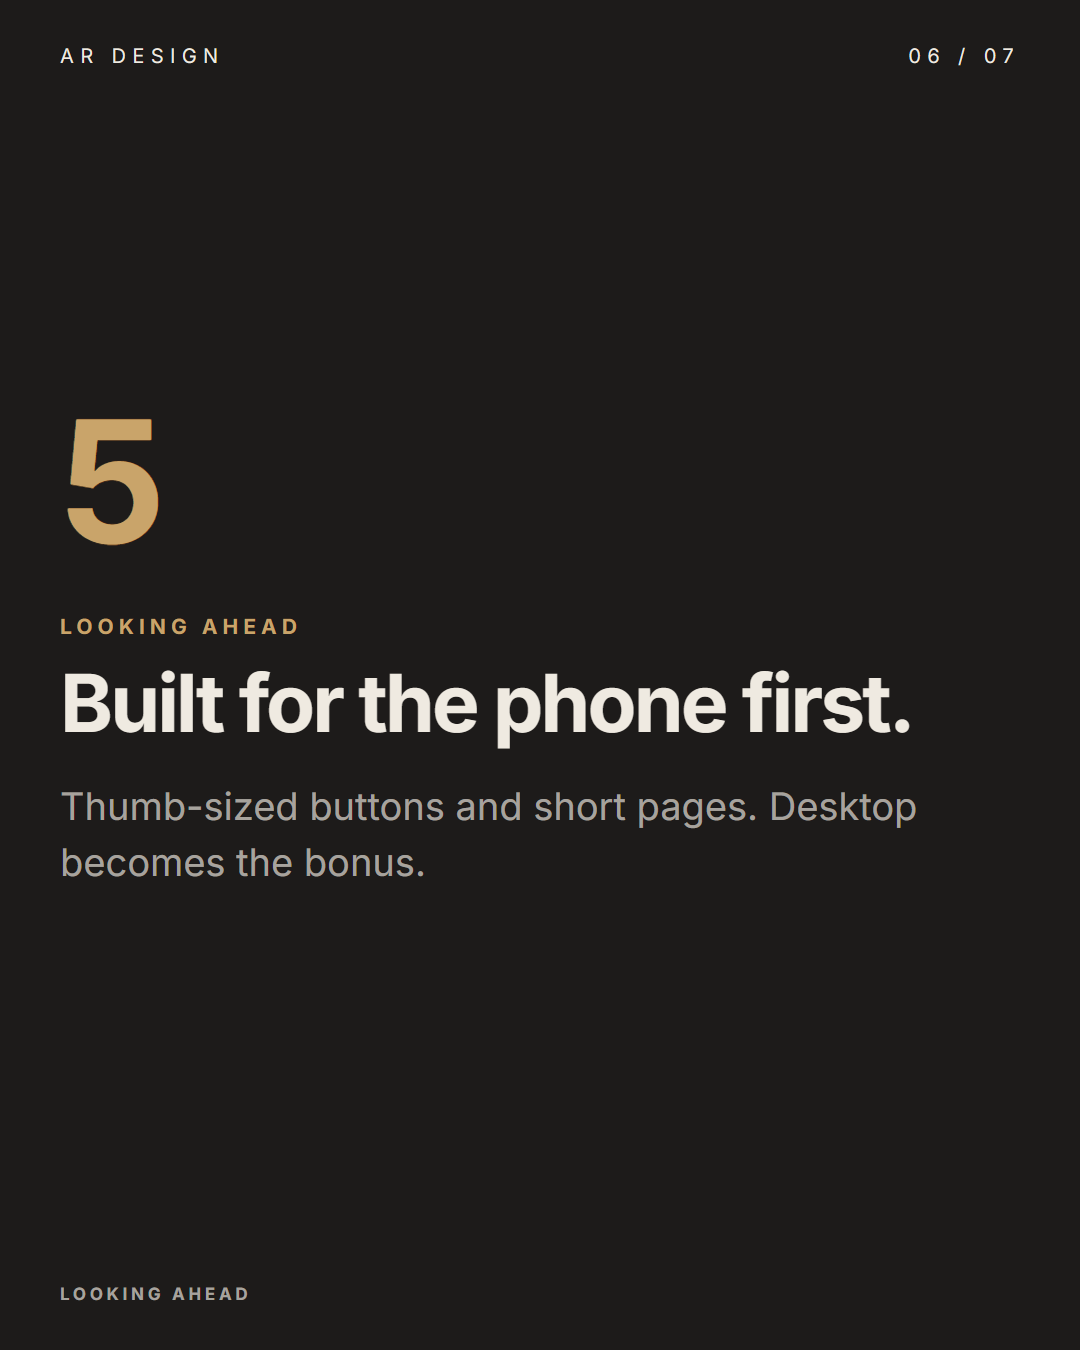 AR DESIGN
06 / 07
5
LOOKING AHEAD
Built for the phone first.
Thumb-sized buttons and short pages. Desktop
becomes the bonus.
LOOKING AHEAD